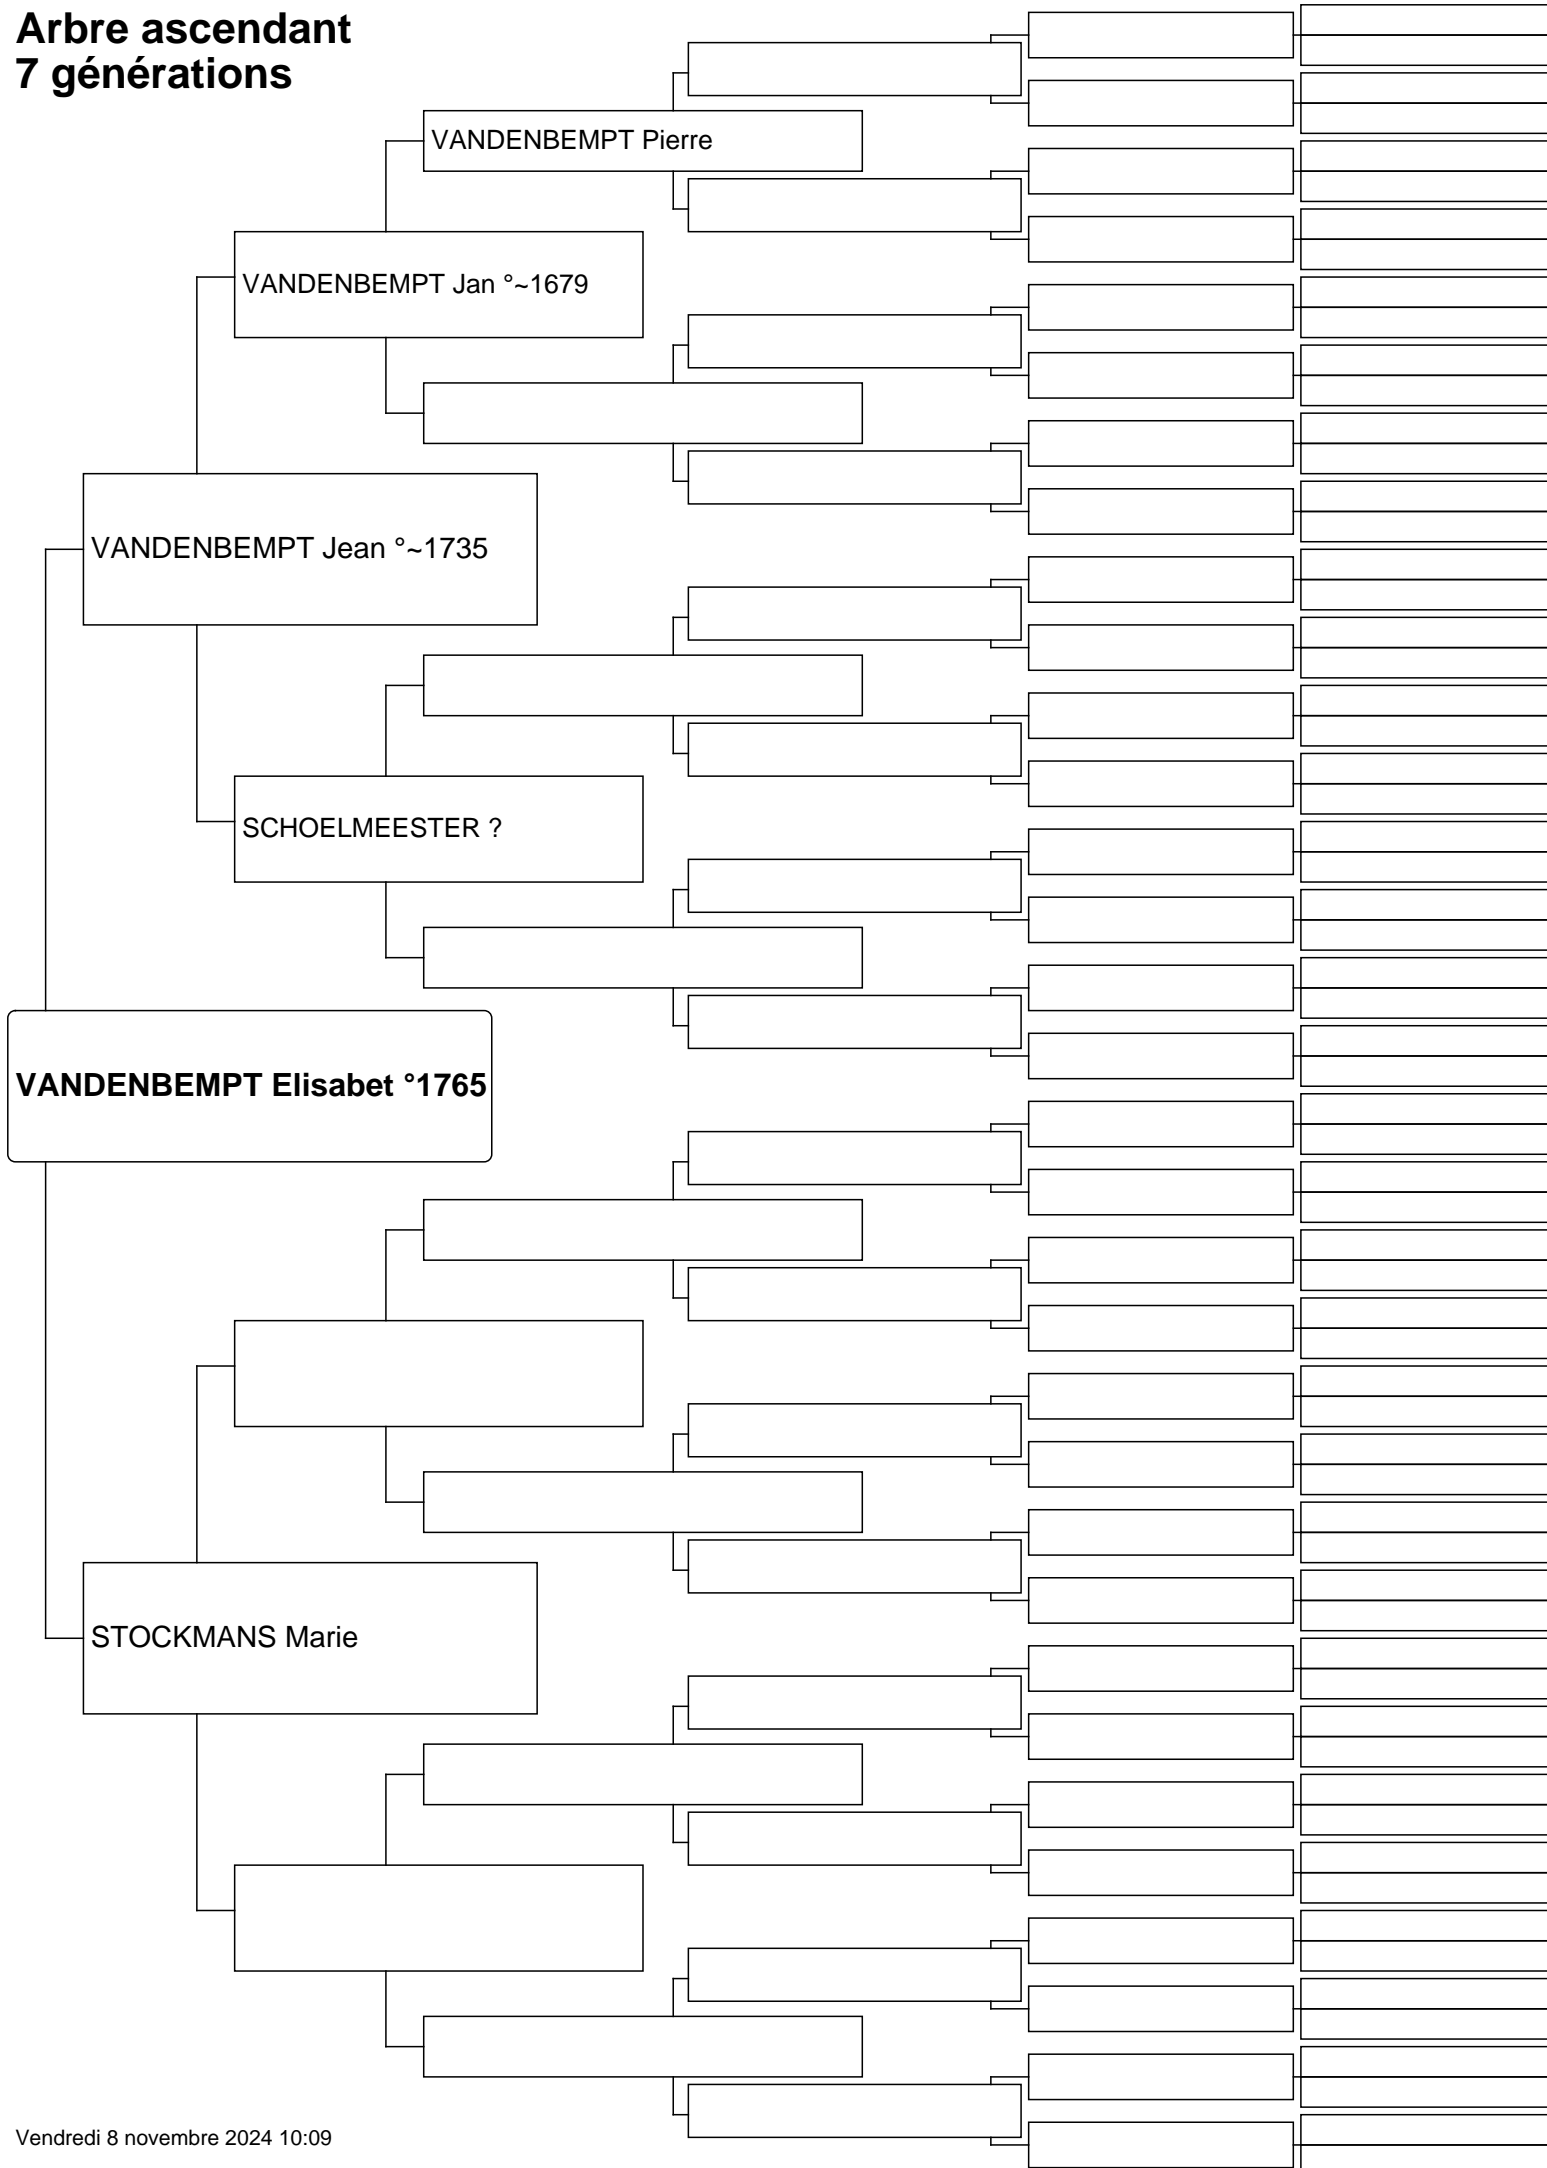 Arbre ascendant
7 générations
VANDENBEMPT Pierre
VANDENBEMPT Jan °~1679
VANDENBEMPT Jean °~1735
SCHOELMEESTER ?
VANDENBEMPT Elisabet °1765
STOCKMANS Marie
Vendredi 8 novembre 2024 10:09